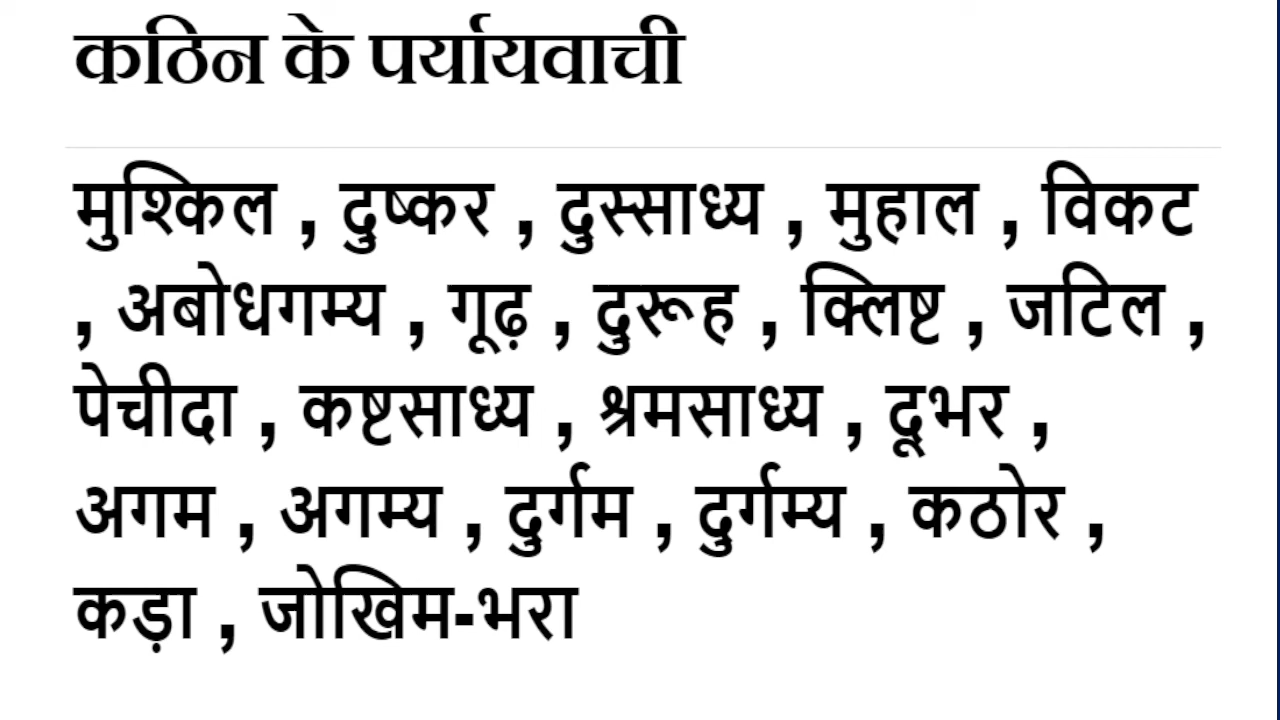 कठिन के पर्यायवाची
मुश्किल , दुष्कर , दुस्साध्य , मुहाल , विकट
, अबोधगम्य , गूढ़ , दुरूह , क्लिष्ट , जटिल ,
पेचीदा , कष्टसाध्य , श्रमसाध्य , दूभर ,
अगम , अगम्य , दुर्गम , दुर्गम्य , कठोर ,
कड़ा , जोखिम-भरा